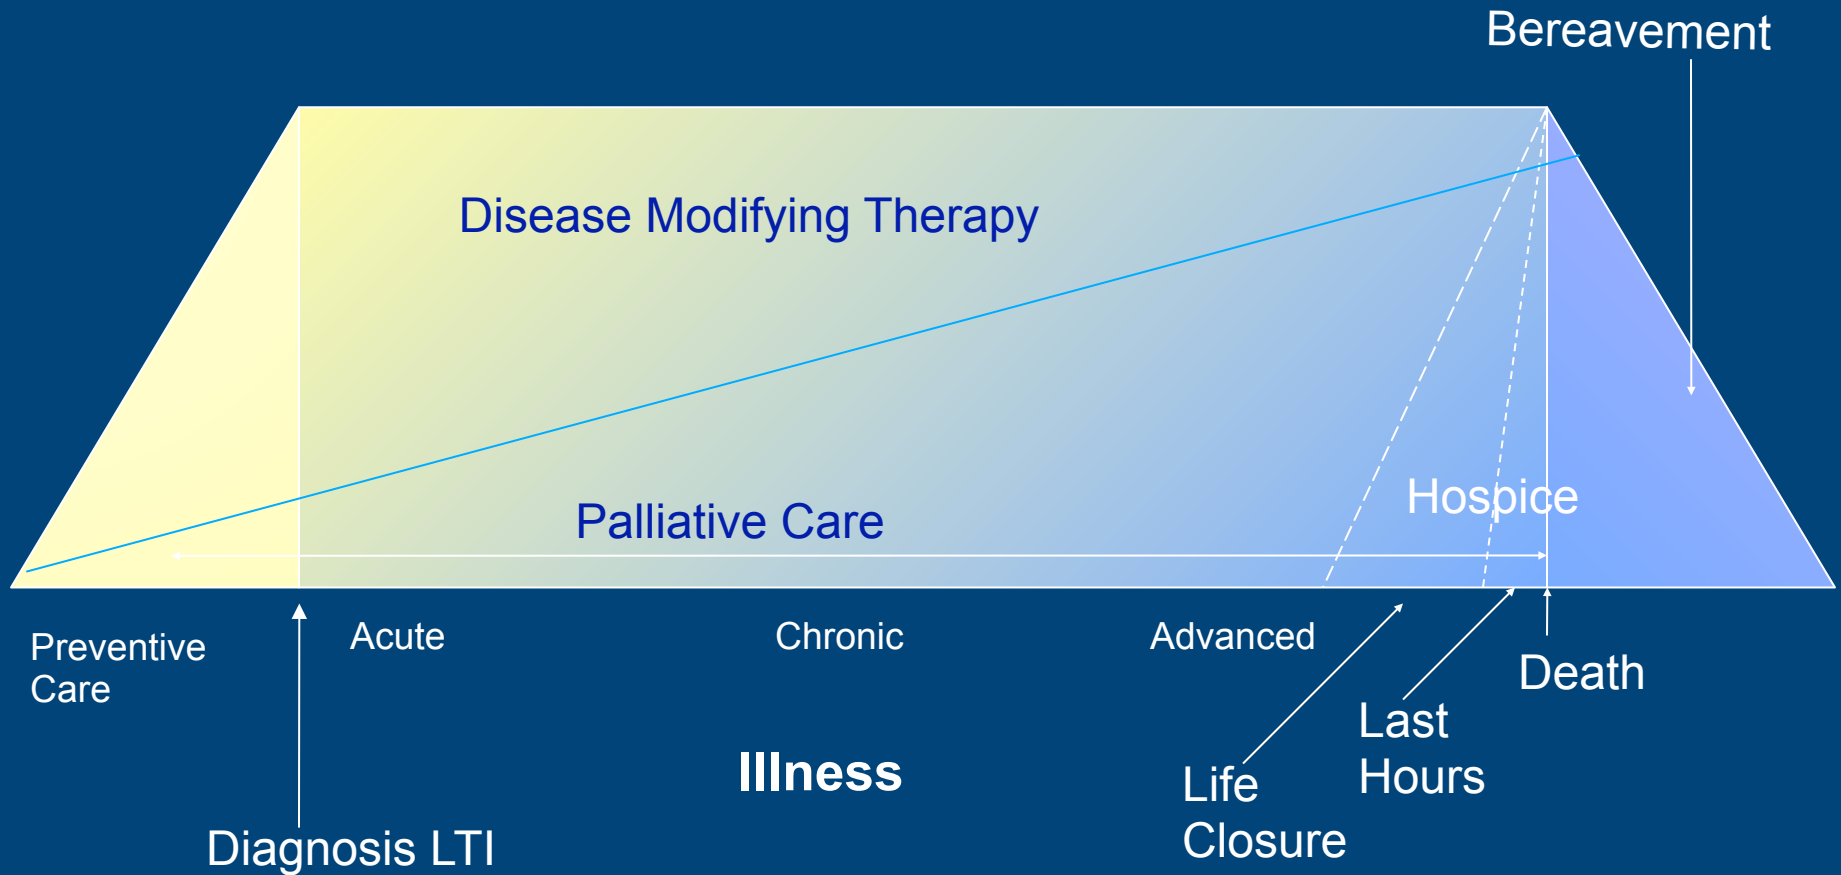 Bereavement
Disease Modifying Therapy
Hospice
Palliative Care
Preventive
Care
Acute
Chronic
Advanced
Death
Last
Hours
Illness
Life
Closure
Diagnosis LTI